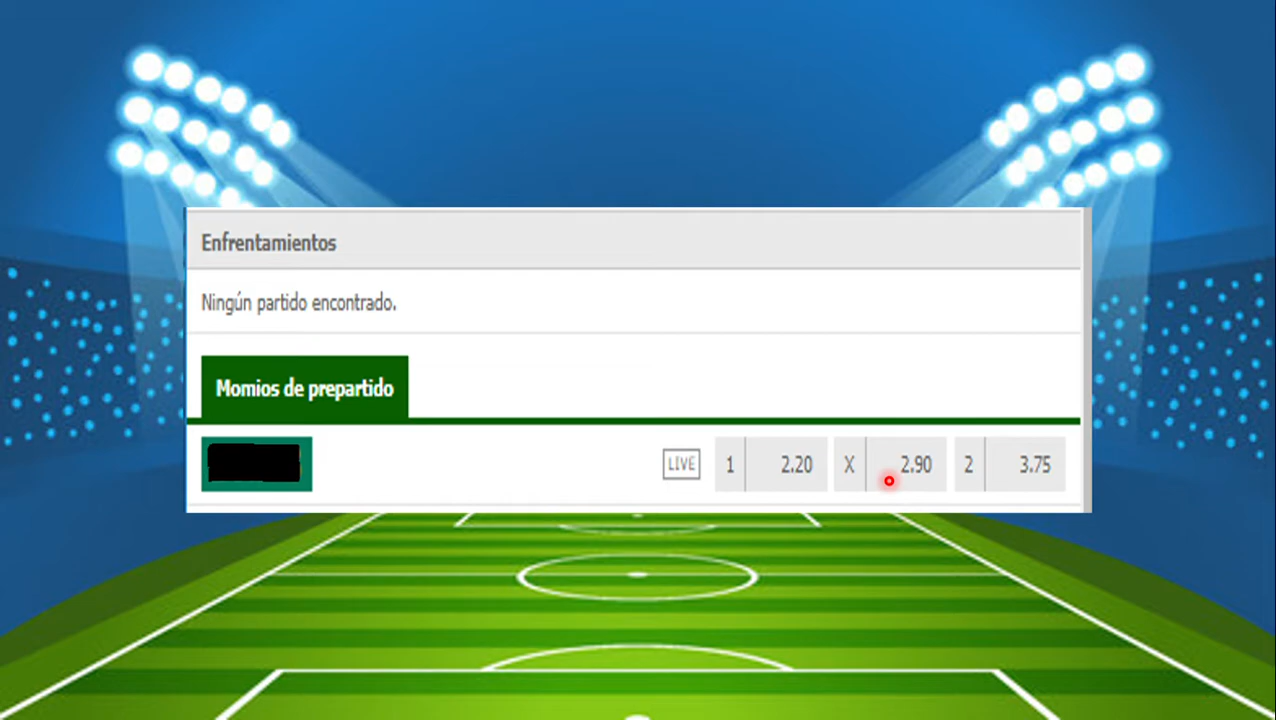 Enfrentamientos
Ningún partido encontrado.
Momios de prepartido
LIVE 1 2.20 X 2.90 2 3.75